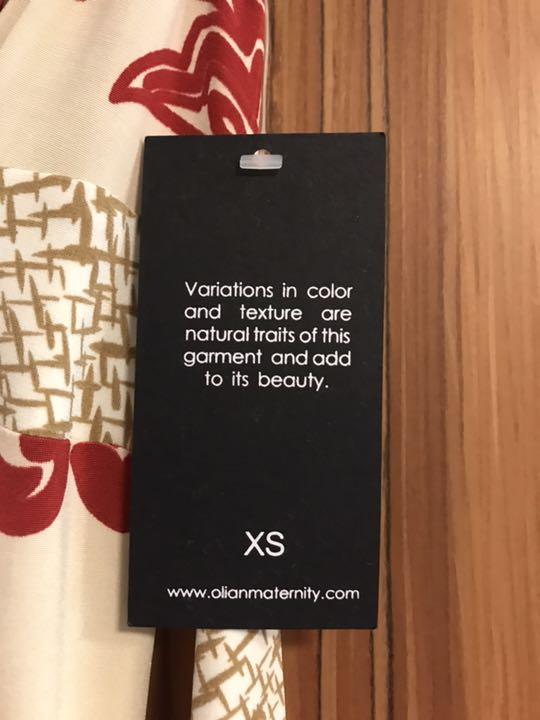 Variations in color
and texture are
natural traits of this
garment and add
to its beauty.
XS
www.olianmaternity.com